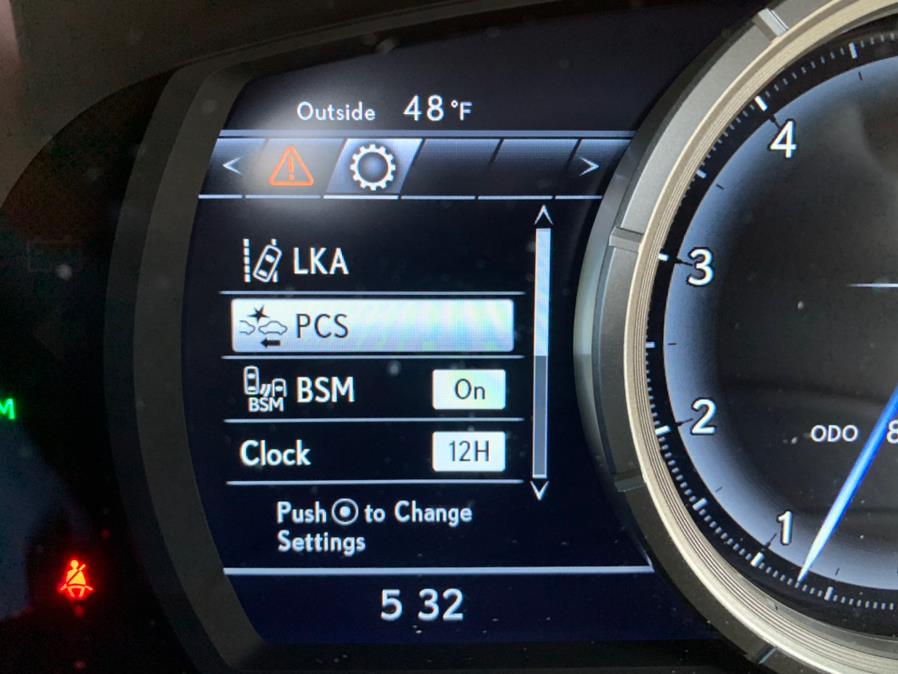 Outside 48°F
< >
LKA
PCS
BSM BSM On
Clock 12H
Push ⦿ to Change
Settings
5 32
4
3
2
1
ODO 8
M